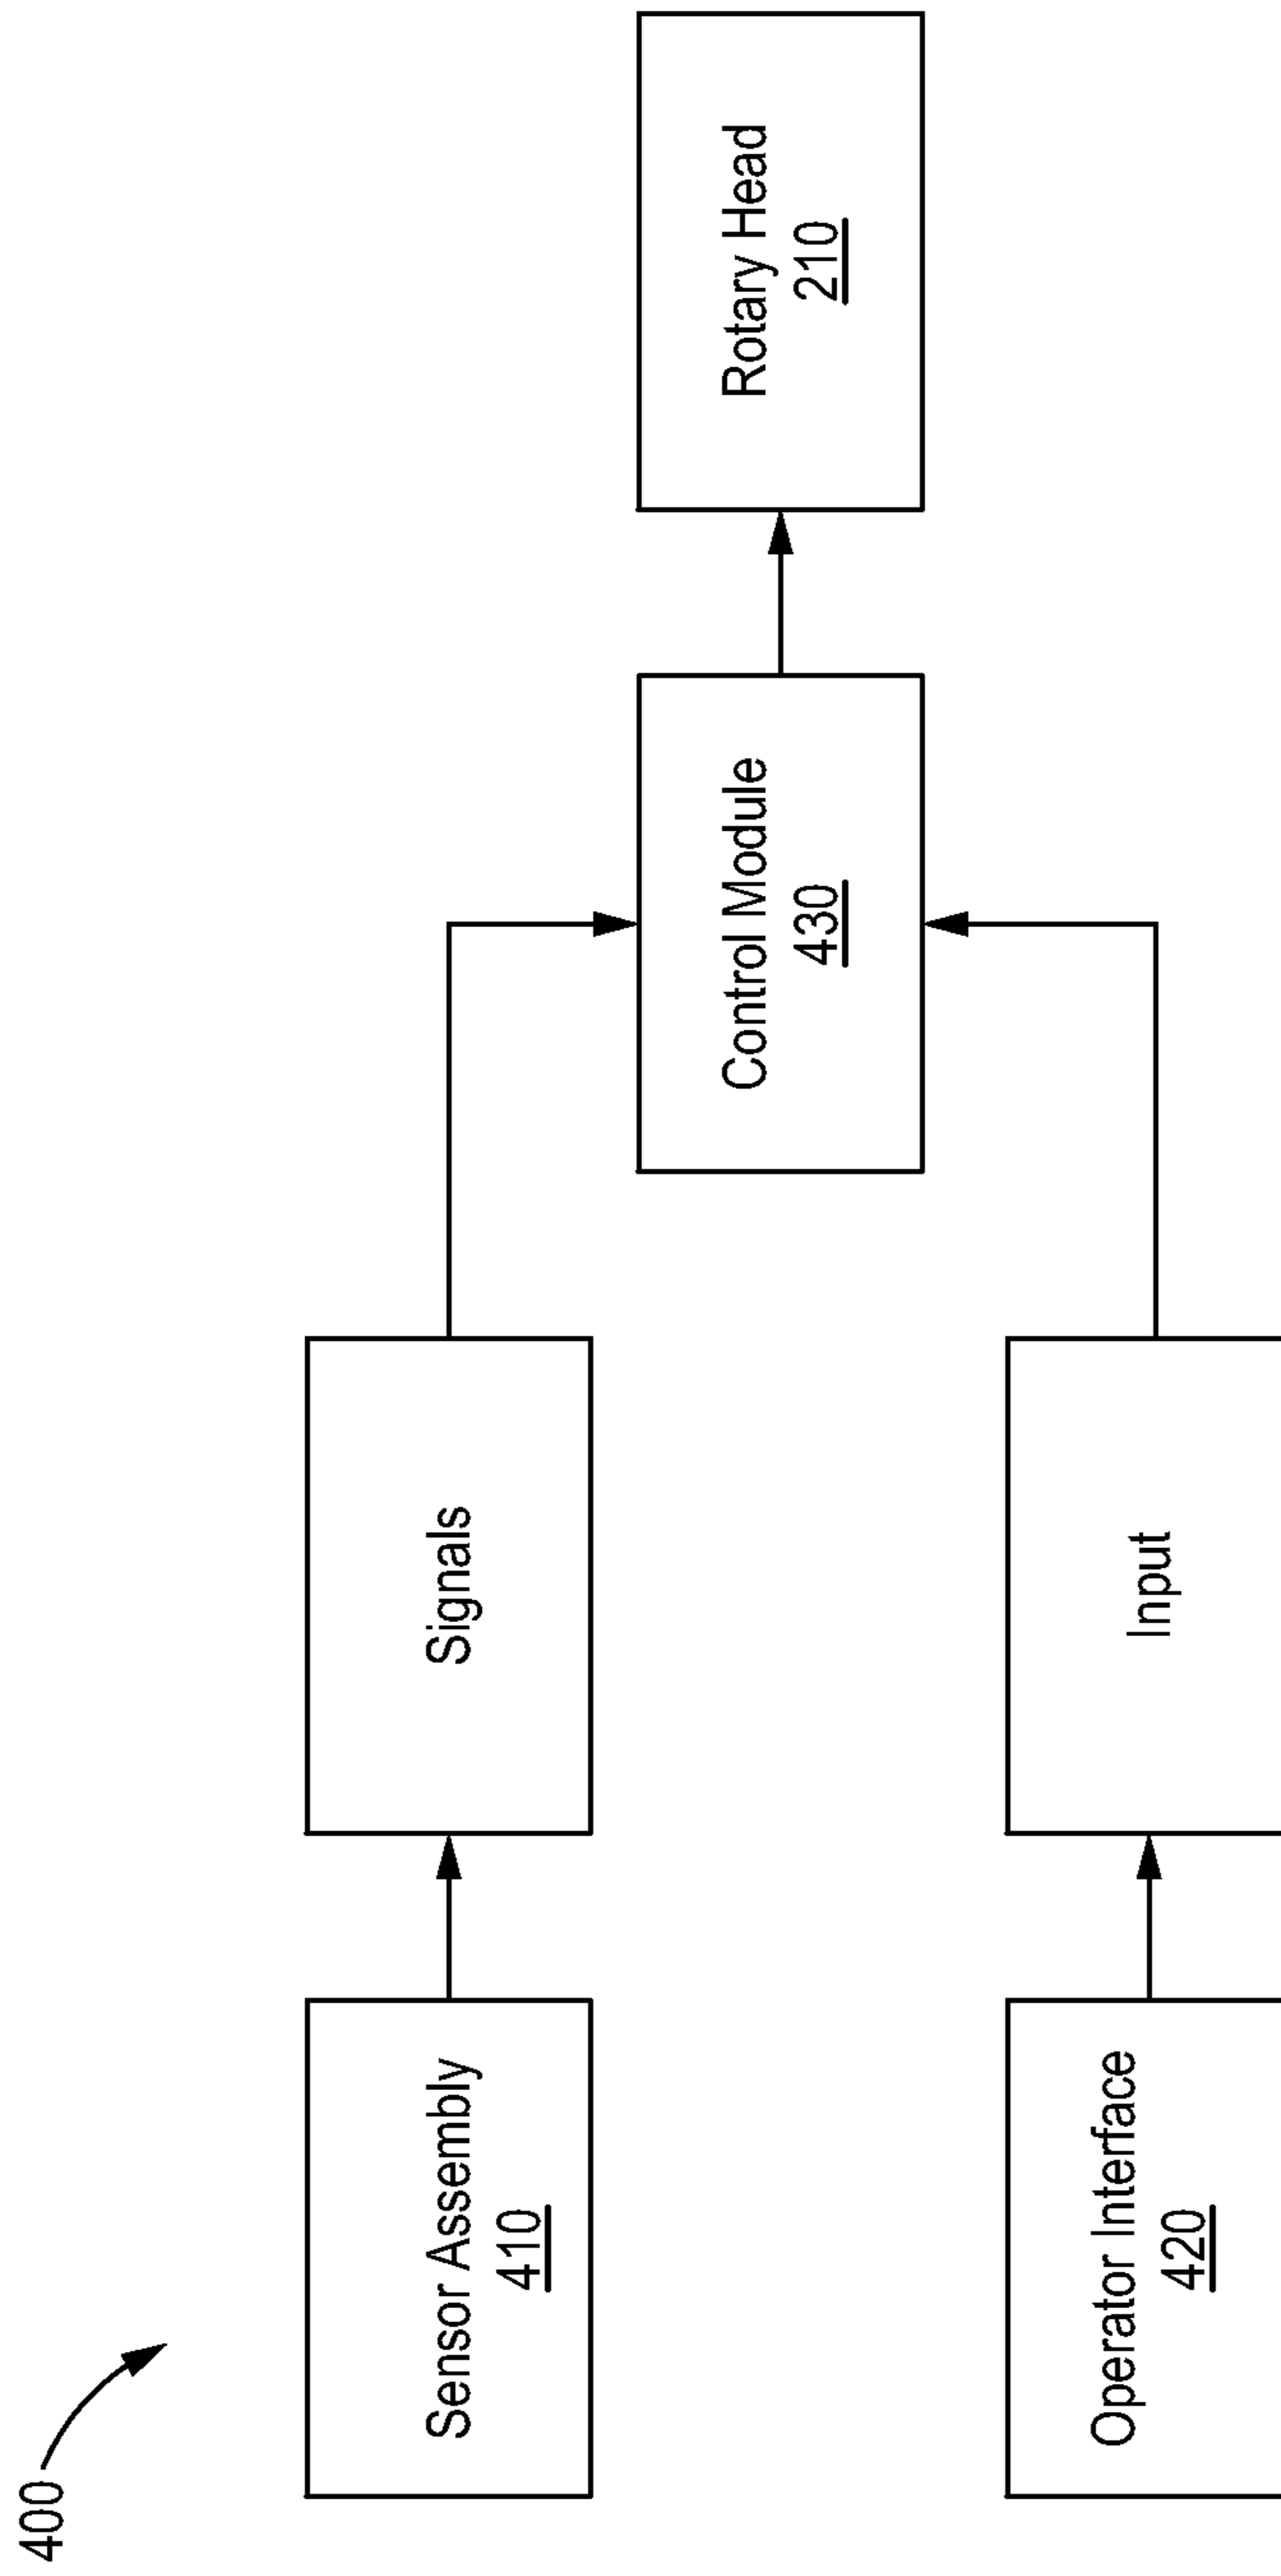 400
Sensor Assembly
410
Signals
Control Module
430
Rotary Head
210
Operator Interface
420
Input